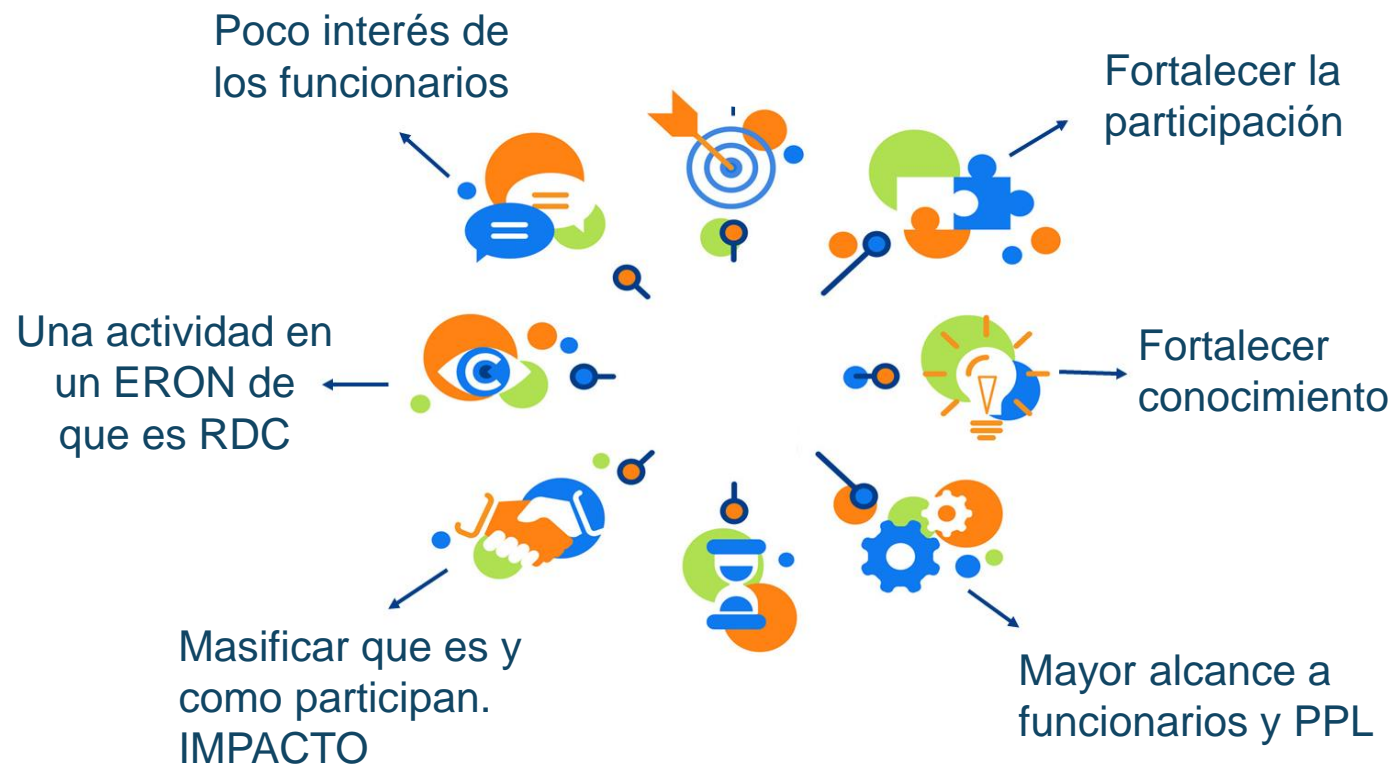 Poco interés de
los funcionarios
Fortalecer la
participación
Una actividad en
un ERON de
que es RDC
Fortalecer
conocimiento
Masificar que es y
como participan.
IMPACTO
Mayor alcance a
funcionarios y PPL